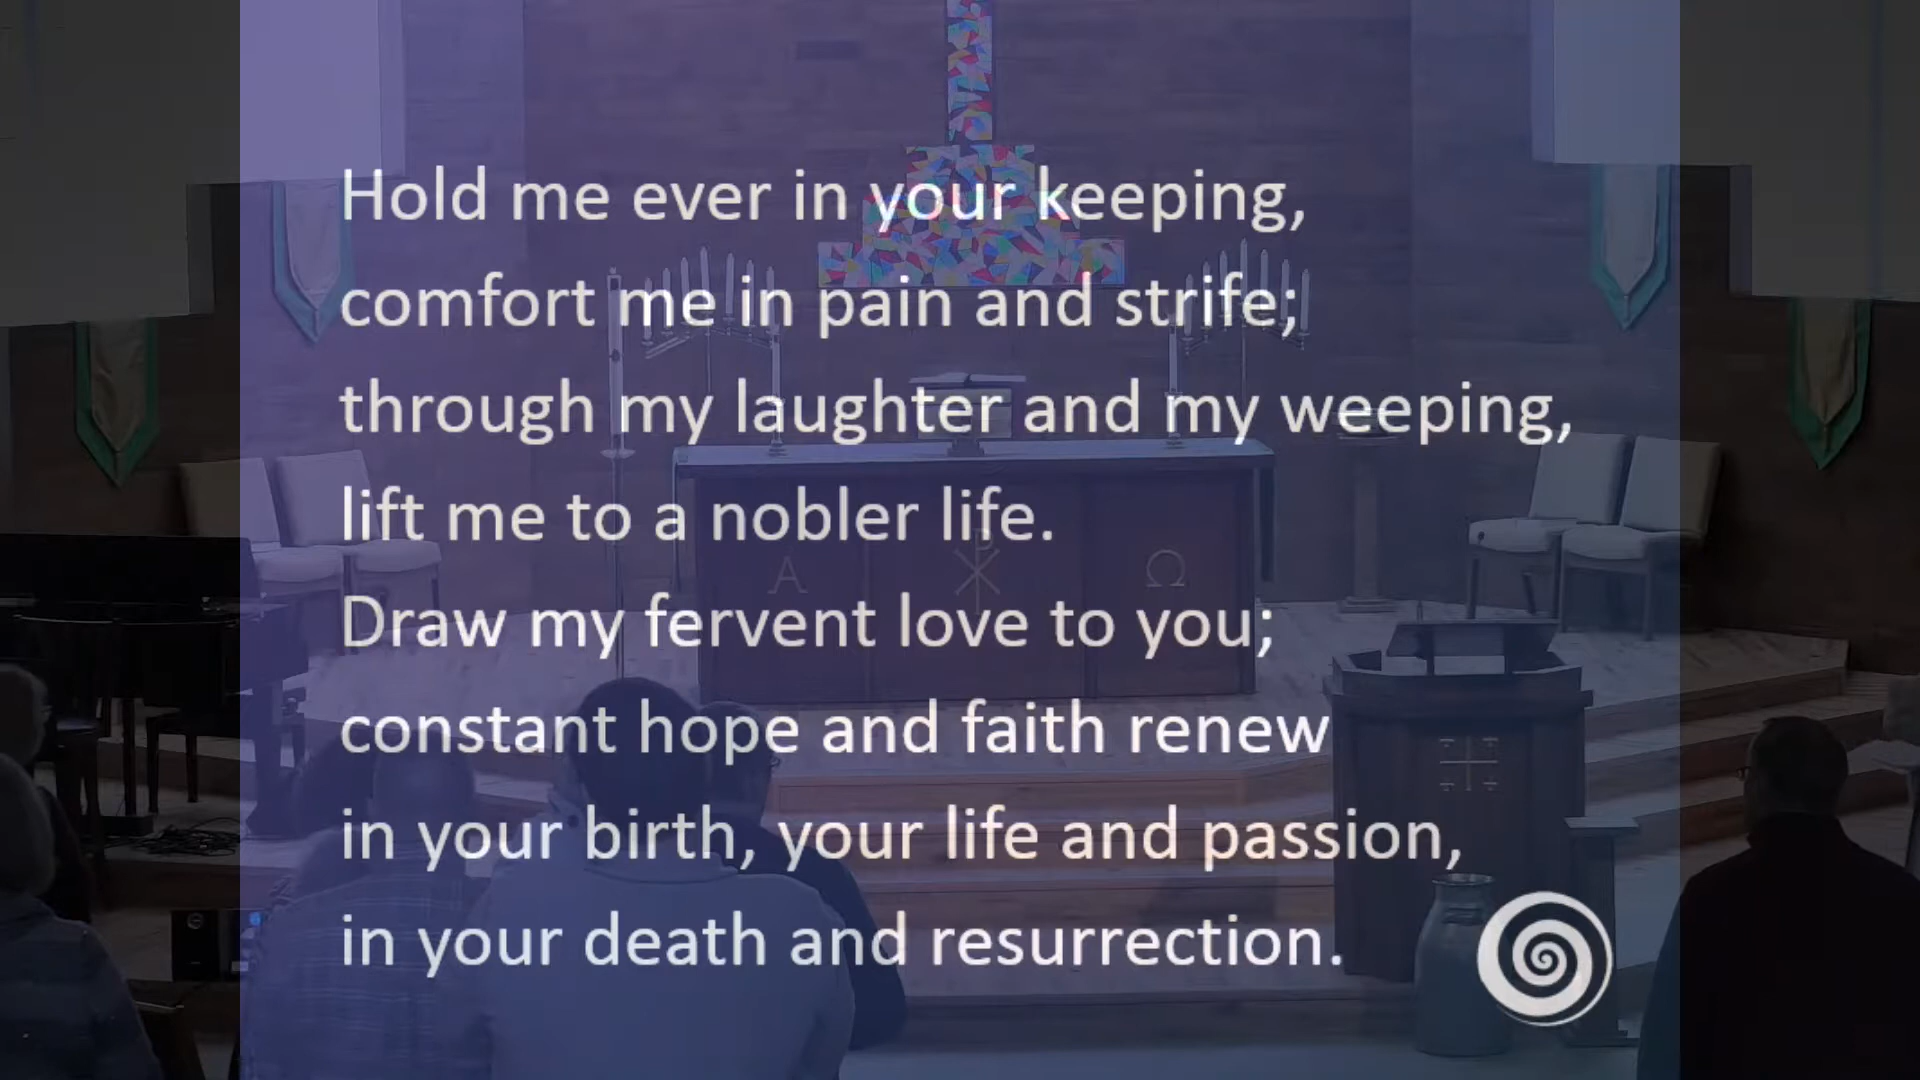 Hold me ever in your keeping,
comfort me in pain and strife;
through my laughter and my weeping,
lift me to a nobler life.
Draw my fervent love to you;
constant hope and faith renew
in your birth, your life and passion,
in your death and resurrection.
Α
Ω